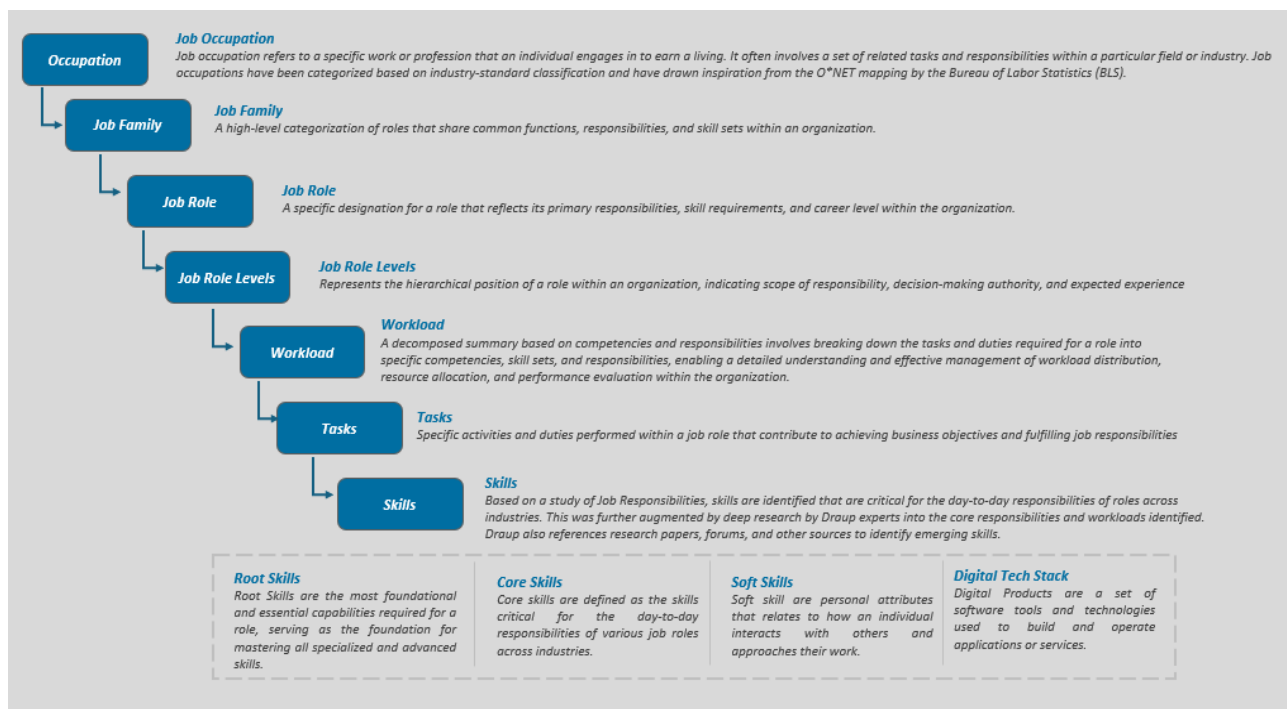 Occupation
Job Occupation
Job occupation refers to a specific work or profession that an individual engages in to earn a living. It often involves a set of related tasks and responsibilities within a particular field or industry. Job
occupations have been categorized based on industry-standard classification and have drawn inspiration from the O*NET mapping by the Bureau of Labor Statistics (BLS).
Job Family
Job Family
A high-level categorization of roles that share common functions, responsibilities, and skill sets within an organization.
Job Role
Job Role
A specific designation for a role that reflects its primary responsibilities, skill requirements, and career level within the organization.
Job Role Levels
Job Role Levels
Represents the hierarchical position of a role within an organization, indicating scope of responsibility, decision-making authority, and expected experience
Workload
Workload
A decomposed summary based on competencies and responsibilities involves breaking down the tasks and duties required for a role into
specific competencies, skill sets, and responsibilities, enabling a detailed understanding and effective management of workload distribution,
resource allocation, and performance evaluation within the organization.
Tasks
Tasks
Specific activities and duties performed within a job role that contribute to achieving business objectives and fulfilling job responsibilities
Skills
Skills
Based on a study of Job Responsibilities, skills are identified that are critical for the day-to-day responsibilities of roles across
industries. This was further augmented by deep research by Draup experts into the core responsibilities and workloads identified.
Draup also references research papers, forums, and other sources to identify emerging skills.
Root Skills
Root Skills are the most foundational
and essential capabilities required for a
role, serving as the foundation for
mastering all specialized and advanced
skills.
Core Skills
Core skills are defined as the skills
critical for the day-to-day
responsibilities of various job roles
across industries.
Soft Skills
Soft skill are personal attributes
that relates to how an individual
interacts with others and
approaches their work.
Digital Tech Stack
Digital Products are a set of
software tools and technologies
used to build and operate
applications or services.